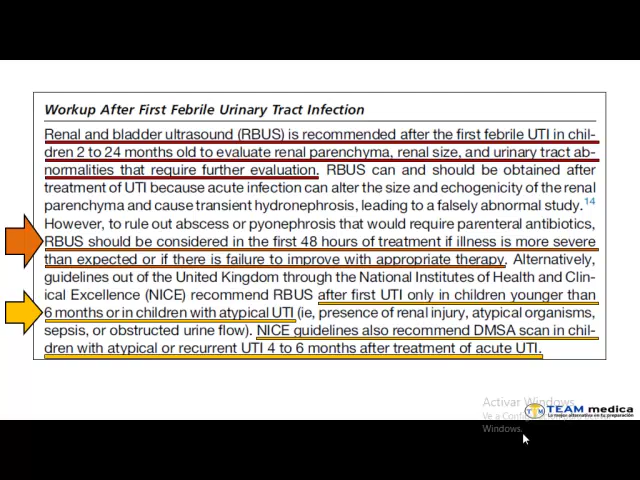 Workup After First Febrile Urinary Tract Infection
Renal and bladder ultrasound (RBUS) is recommended after the first febrile UTI in chil-
dren 2 to 24 months old to evaluate renal parenchyma, renal size, and urinary tract ab-
normalities that require further evaluation. RBUS can and should be obtained after
treatment of UTI because acute infection can alter the size and echogenicity of the renal
parenchyma and cause transient hydronephrosis, leading to a falsely abnormal study.14
However, to rule out abscess or pyonephrosis that would require parenteral antibiotics,
RBUS should be considered in the first 48 hours of treatment if illness is more severe
than expected or if there is failure to improve with appropriate therapy. Alternatively,
guidelines out of the United Kingdom through the National Institutes of Health and Clin-
ical Excellence (NICE) recommend RBUS after first UTI only in children younger than
6 months or in children with atypical UTI (ie, presence of renal injury, atypical organisms,
sepsis, or obstructed urine flow). NICE guidelines also recommend DMSA scan in chil-
dren with atypical or recurrent UTI 4 to 6 months after treatment of acute UTI.
Activar Windows
Ve a
Windows.
TEAM medica
La mejor alternativa en tu preparación